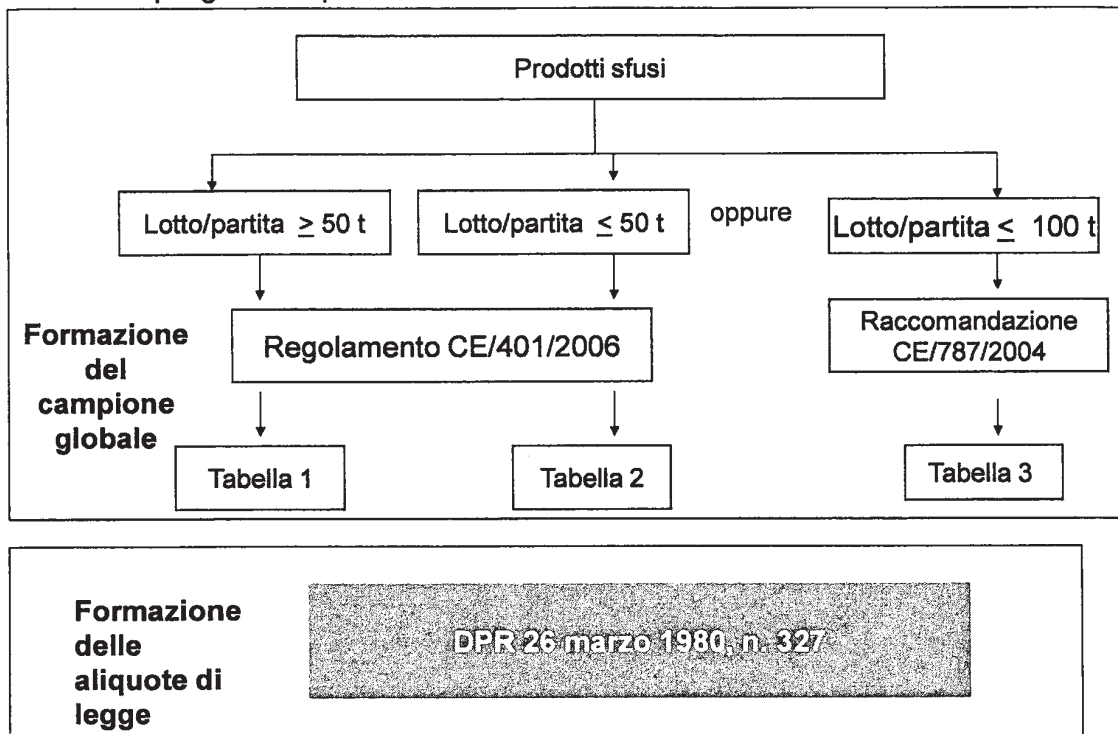 Prodotti sfusi
Lotto/partita ≥ 50 t
Lotto/partita ≤ 50 t
oppure
Lotto/partita ≤ 100 t
Formazione
del
campione
globale
Regolamento CE/401/2006
Raccomandazione
CE/787/2004
Tabella 1
Tabella 2
Tabella 3
Formazione
delle
aliquote di
legge
DPR 26 marzo 1980, n. 327